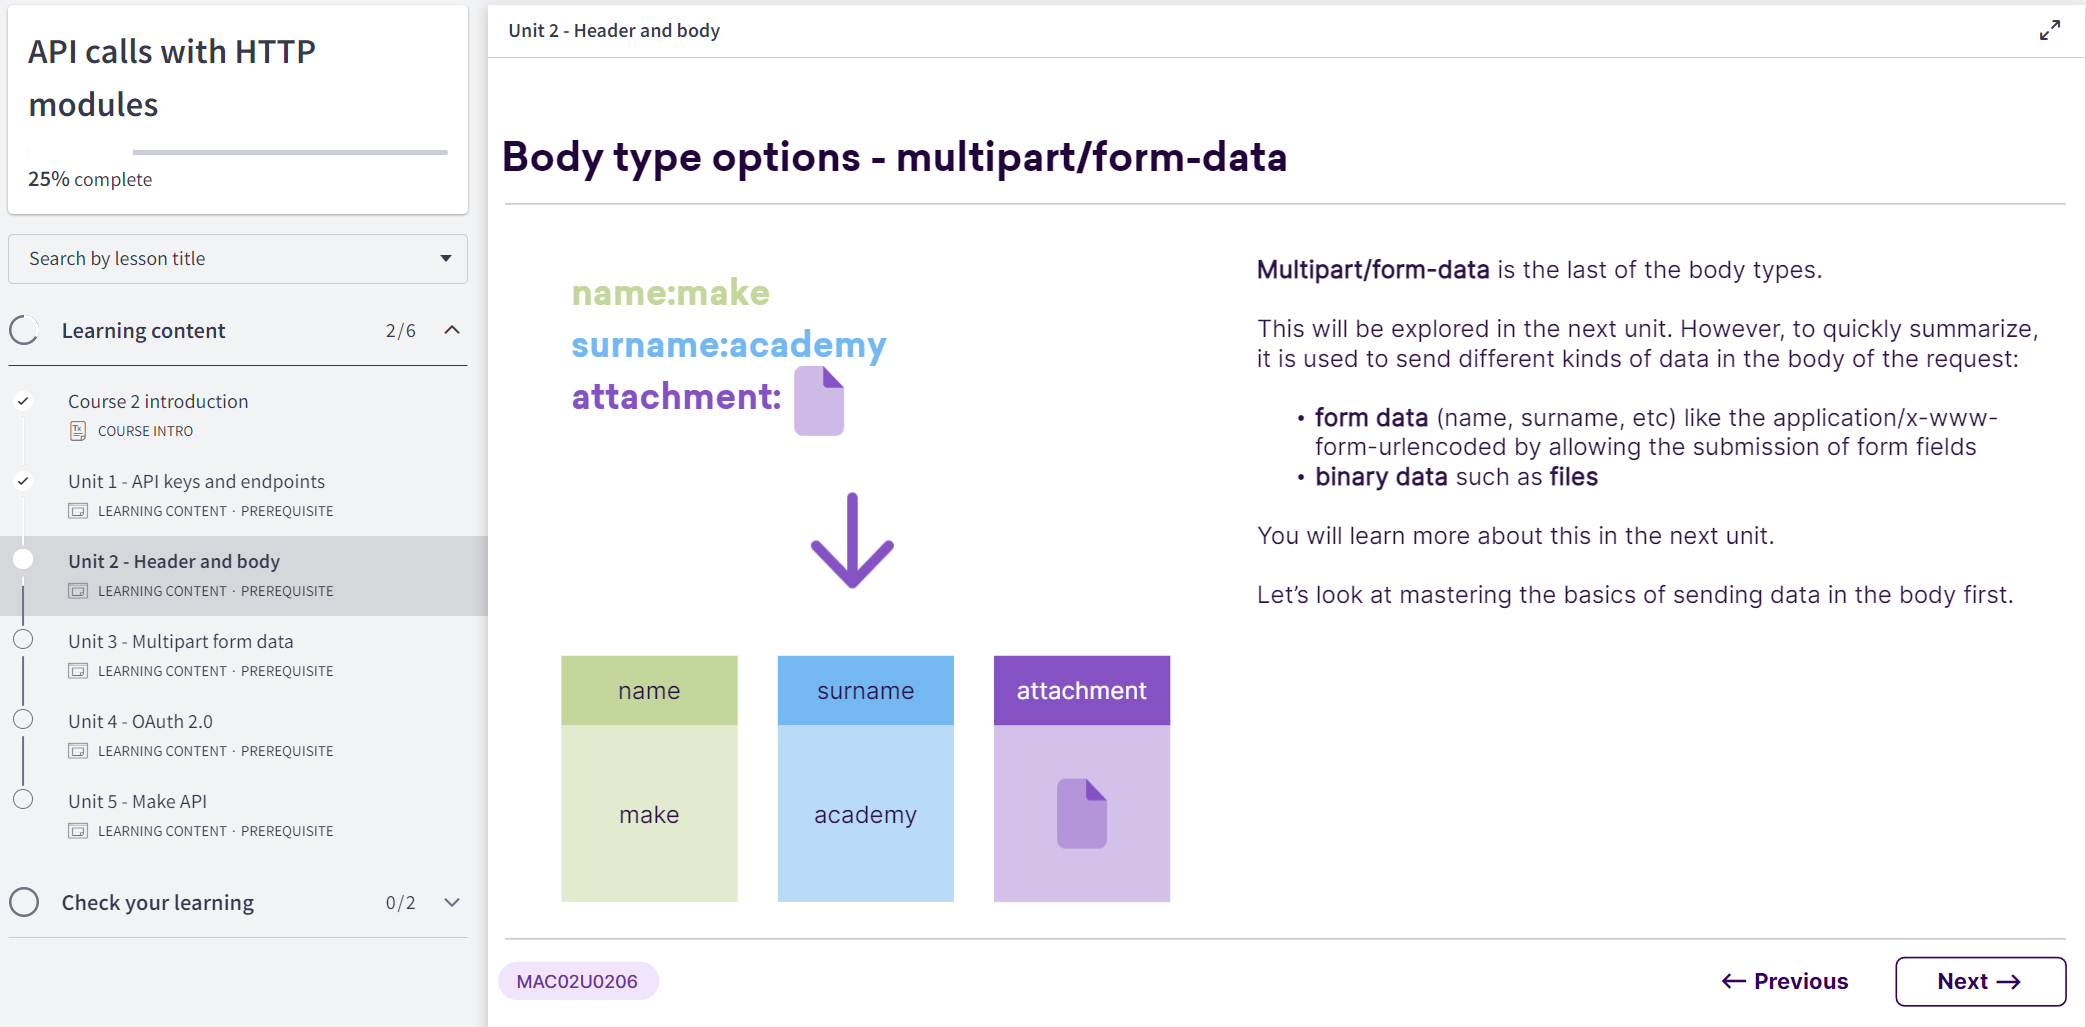 API calls with HTTP
modules
25% complete
Search by lesson title
Learning content 2/6
Course 2 introduction
Tx COURSE INTRO
Unit 1 - API keys and endpoints
LEARNING CONTENT · PREREQUISITE
Unit 2 - Header and body
LEARNING CONTENT · PREREQUISITE
Unit 3 - Multipart form data
LEARNING CONTENT · PREREQUISITE
Unit 4 - OAuth 2.0
LEARNING CONTENT · PREREQUISITE
Unit 5 - Make API
LEARNING CONTENT · PREREQUISITE
Check your learning 0/2
Unit 2 - Header and body
Body type options - multipart/form-data
name:make
surname:academy
attachment:
name surname attachment
make academy
Multipart/form-data is the last of the body types.
This will be explored in the next unit. However, to quickly summarize,
it is used to send different kinds of data in the body of the request:
• form data (name, surname, etc) like the application/x-www-
form-urlencoded by allowing the submission of form fields
• binary data such as files
You will learn more about this in the next unit.
Let's look at mastering the basics of sending data in the body first.
MAC02U0206
← Previous
Next →